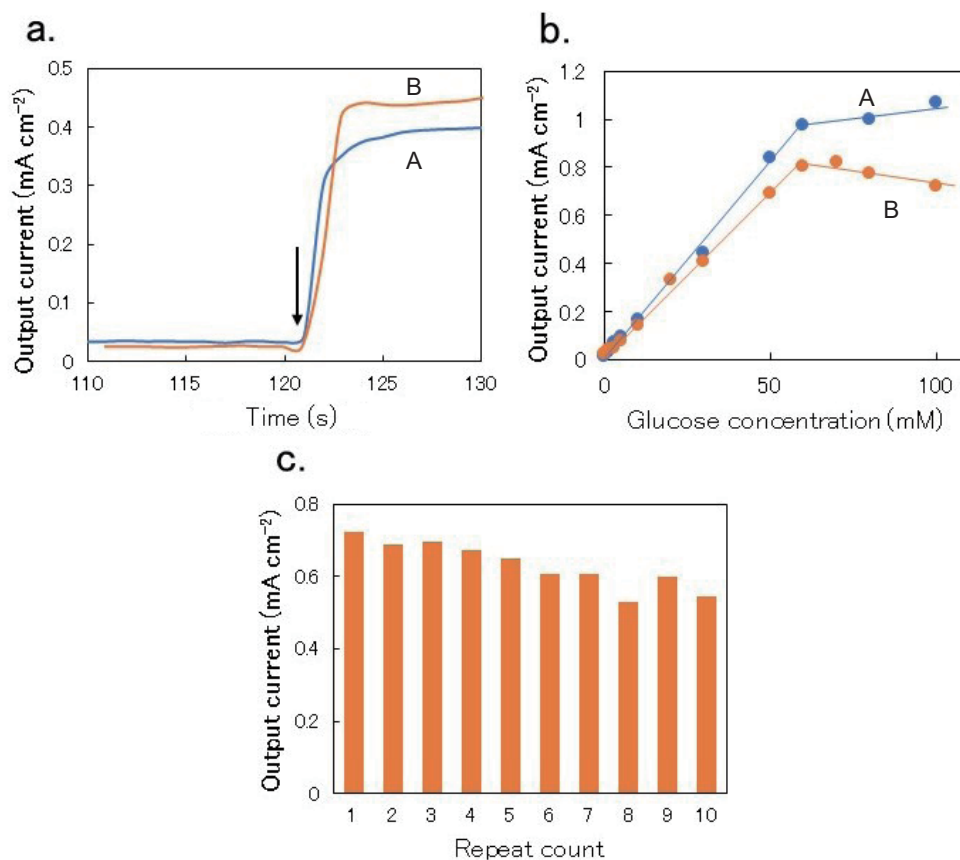 a.
Output current (mA cm⁻²)
0.5
0.4
0.3
0.2
0.1
0
B
A
110 115 120 125 130
Time (s)
b.
Output current (mA cm⁻²)
1.2
1
0.8
0.6
0.4
0.2
0
A
B
0 50 100
Glucose concentration (mM)
c.
Output current (mA cm⁻²)
0.8
0.6
0.4
0.2
0
1 2 3 4 5 6 7 8 9 10
Repeat count